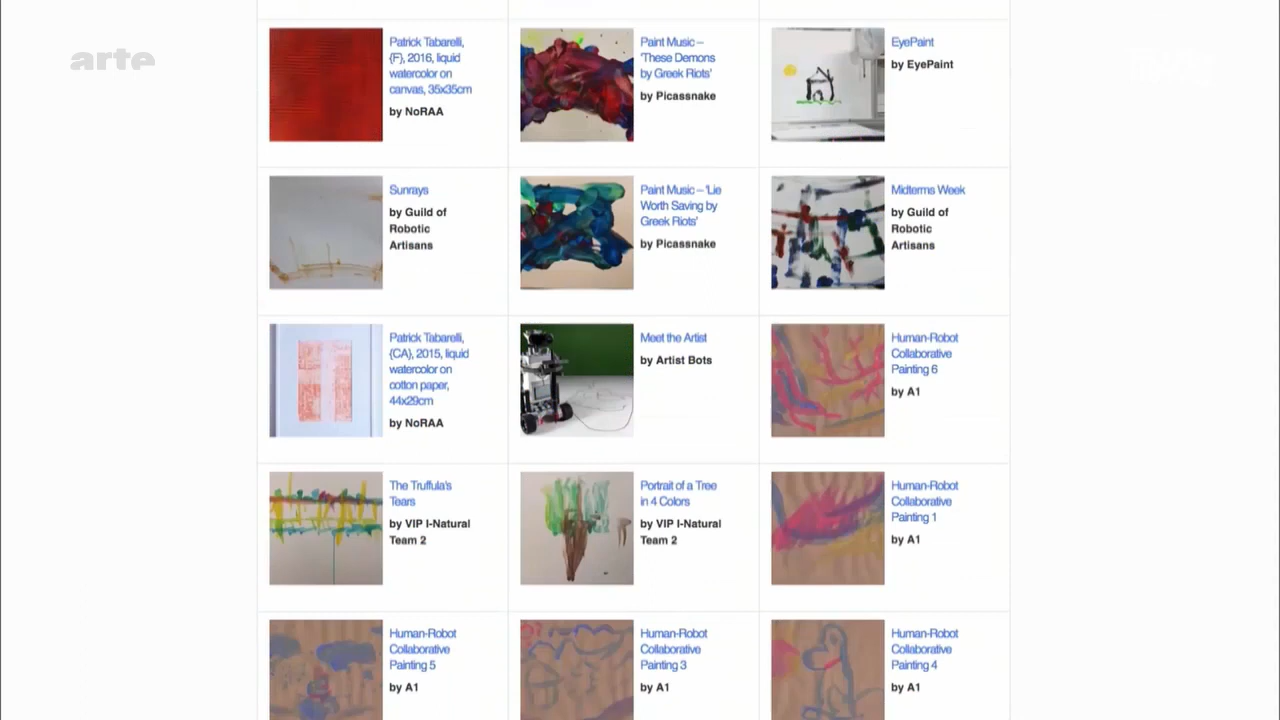 arte
Patrick Tabarelli,
{F}, 2016, liquid
watercolor on
canvas, 35x35cm
by NoRAA
Paint Music –
'These Demons
by Greek Riots'
by Picassnake
EyePaint
by EyePaint
Sunrays
by Guild of
Robotic
Artisans
Paint Music – 'Lie
Worth Saving by
Greek Riots'
by Picassnake
Midterms Week
by Guild of
Robotic
Artisans
Patrick Tabarelli,
{CA}, 2015, liquid
watercolor on
cotton paper,
44x29cm
by NoRAA
Meet the Artist
by Artist Bots
Human-Robot
Collaborative
Painting 6
by A1
The Truffula's
Tears
by VIP I-Natural
Team 2
Portrait of a Tree
in 4 Colors
by VIP I-Natural
Team 2
Human-Robot
Collaborative
Painting 1
by A1
Human-Robot
Collaborative
Painting 5
by A1
Human-Robot
Collaborative
Painting 3
by A1
Human-Robot
Collaborative
Painting 4
by A1